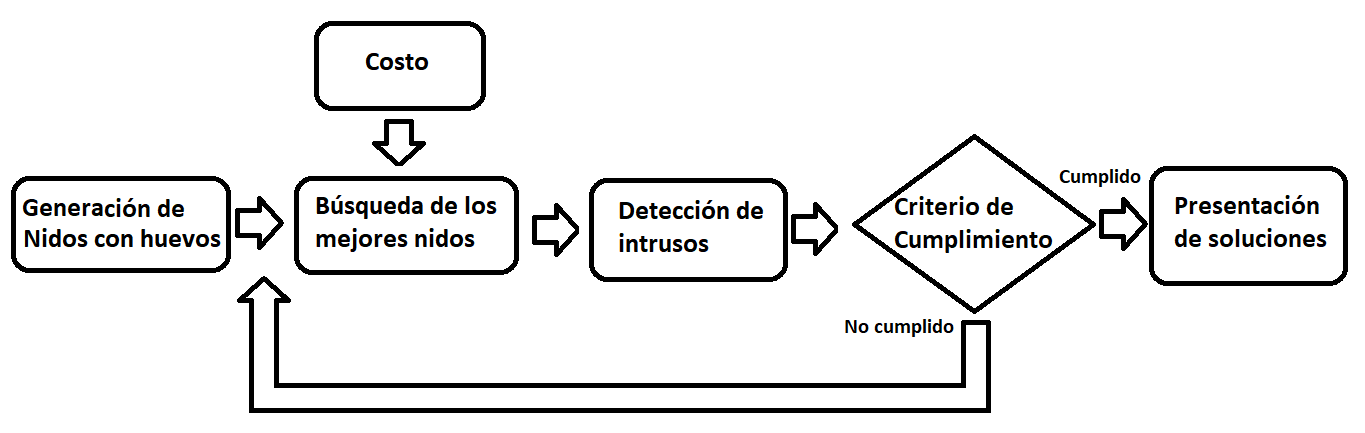 Costo
Generación de
Nidos con huevos
Búsqueda de los
mejores nidos
Detección de
intrusos
Criterio de
Cumplimiento
Cumplido
Presentación
de soluciones
No cumplido